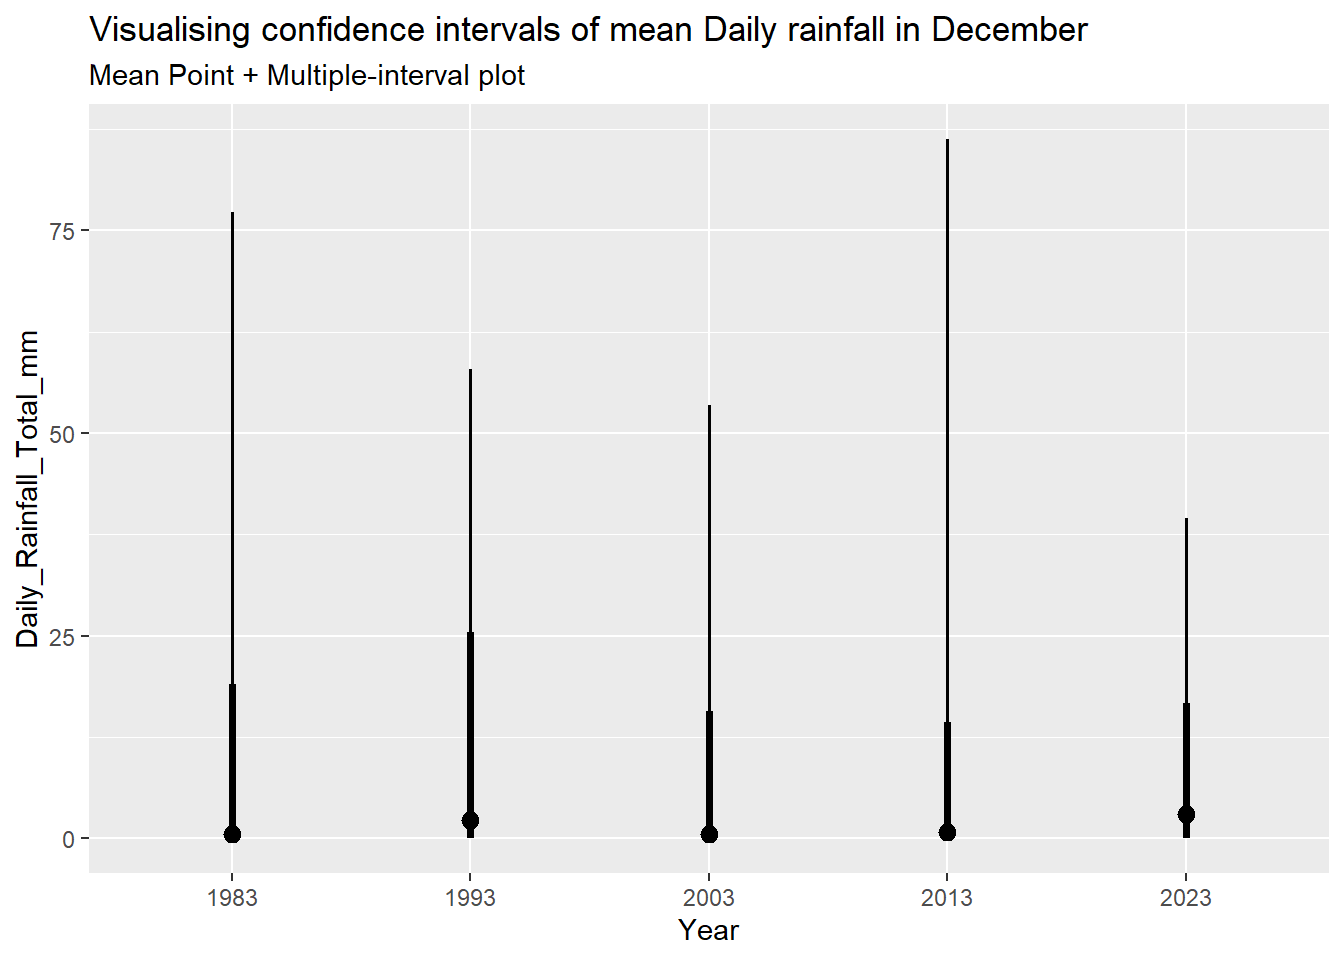 Visualising confidence intervals of mean Daily rainfall in December
Mean Point + Multiple-interval plot
Daily_Rainfall_Total_mm
75
50
25
0
1983 1993 2003 2013 2023
Year